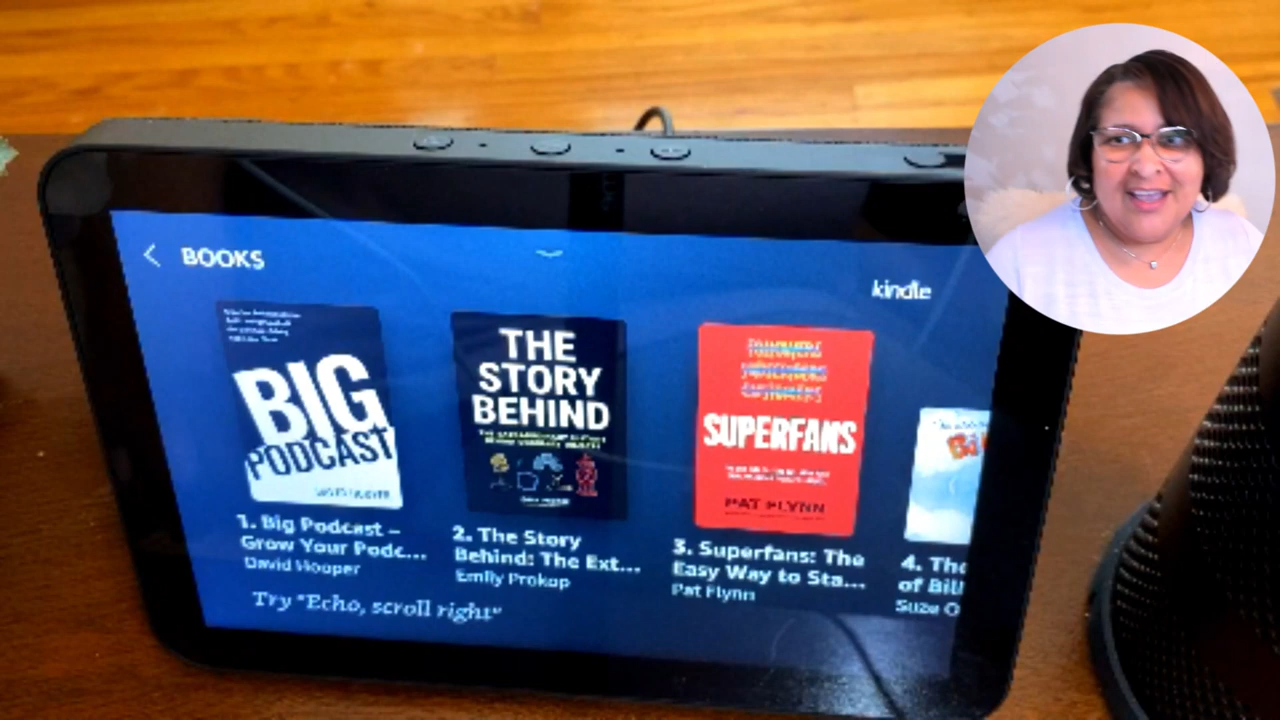 BOOKS
kindle
BIG
PODCAST
THE
STORY
BEHIND
SUPERFANS
PAT FLYNN
1. Big Podcast –
Grow Your Podc...
David Hooper
2. The Story
Behind: The Ext...
Emily Prokop
3. Superfans: The
Easy Way to Sta...
Pat Flynn
4. The
of Bil
Suze O
Try "Echo, scroll right"